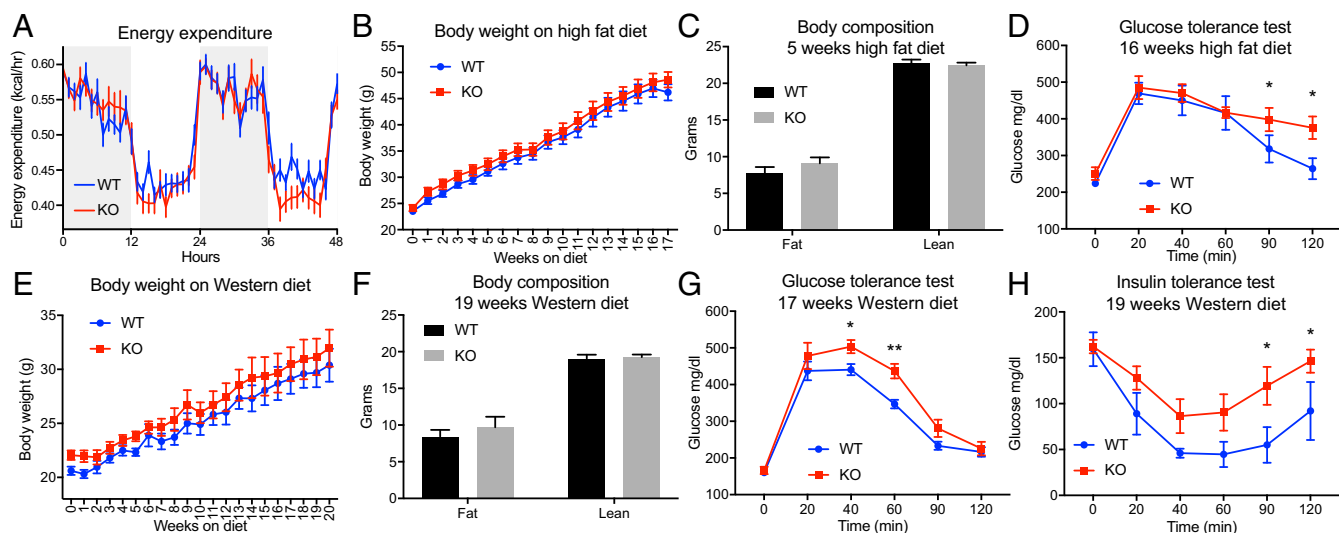 A
Energy expenditure
Energy expenditure (kcal/hr)
0.60
0.55
0.50
0.45
0.40
WT
KO
0 12 24 36 48
Hours
B
Body weight on high fat diet
Body weight (g)
55
50
45
40
35
30
25
20
WT
KO
0 1 2 3 4 5 6 7 8 9 10 11 12 13 14 15 16 17
Weeks on diet
C
Body composition
5 weeks high fat diet
Grams
25
20
15
10
5
0
WT
KO
Fat Lean
D
Glucose tolerance test
16 weeks high fat diet
Glucose mg/dl
600
400
200
0
* *
WT
KO
0 20 40 60 90 120
Time (min)
E
Body weight on Western diet
Body weight (g)
35
30
25
20
WT
KO
0 1 2 3 4 5 6 7 8 9 10 11 12 13 14 15 16 17 18 19 20
Weeks on diet
F
Body composition
19 weeks Western diet
Grams
25
20
15
10
5
0
WT
KO
Fat Lean
G
Glucose tolerance test
17 weeks Western diet
Glucose mg/dl
600
500
400
300
200
100
* **
WT
KO
0 20 40 60 90 120
Time (min)
H
Insulin tolerance test
19 weeks Western diet
Glucose mg/dl
200
150
100
50
0
* *
WT
KO
0 20 40 60 90 120
Time (min)